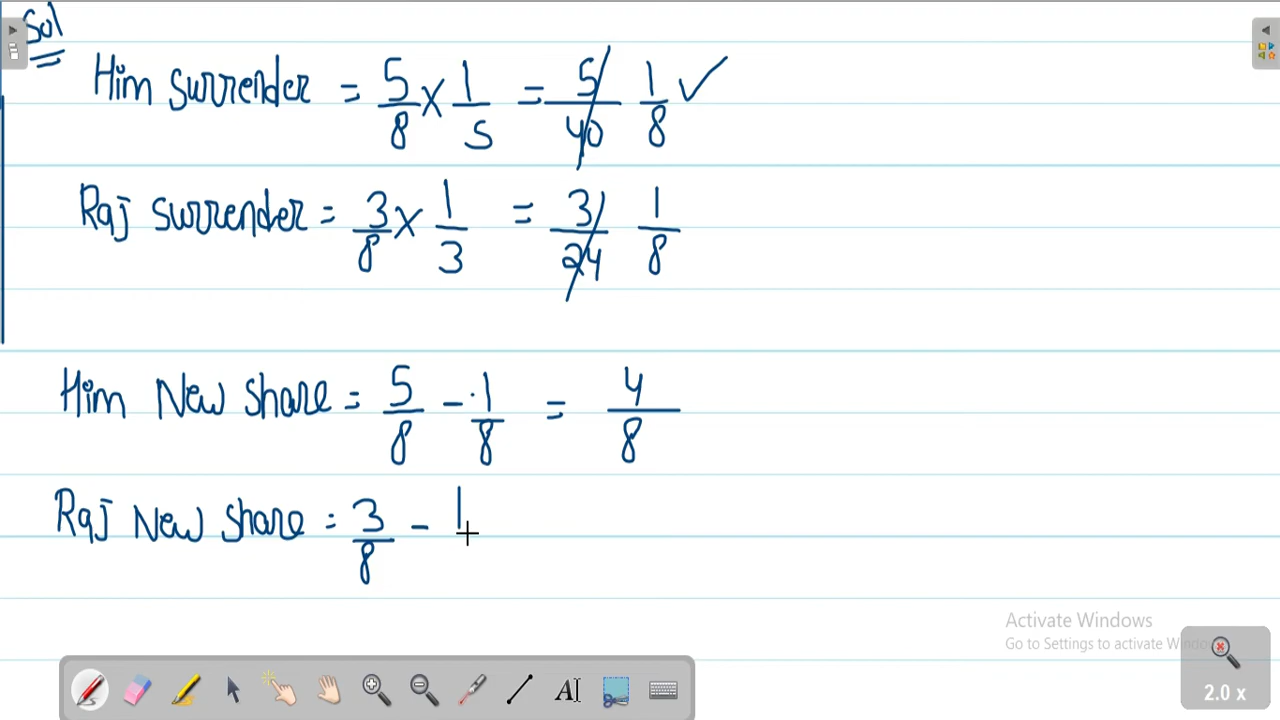 Sol
Him Surrender = 5/8 × 1/5 = 5/40 1/8 ✓
Raj Surrender = 3/8 × 1/3 = 3/24 1/8
Him New Share = 5/8 - 1/8 = 4/8
Raj New Share = 3/8 - 1
Activate Windows
Go to Settings to activate Windows.
AI
2.0 x